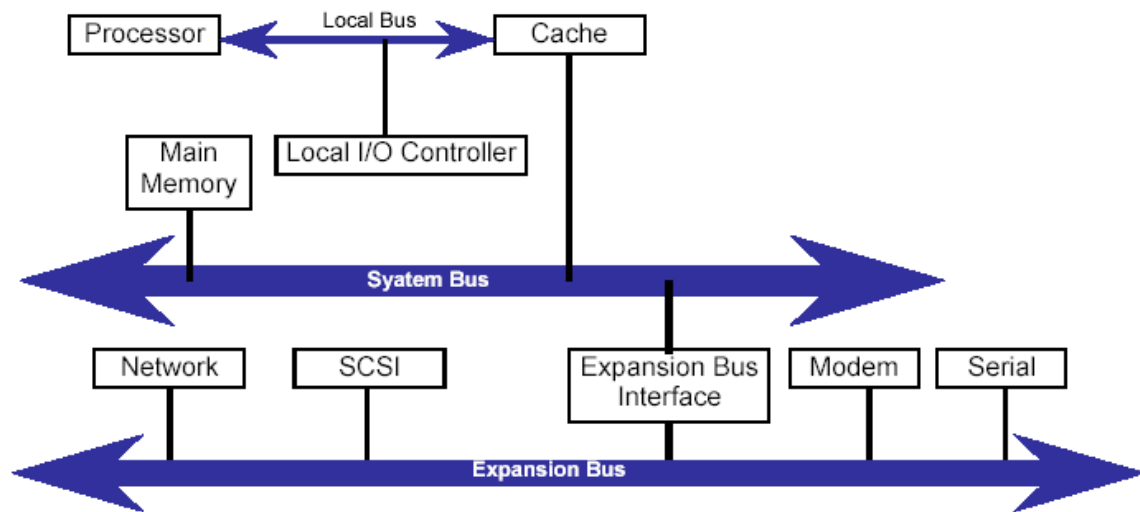 Local Bus
Processor
Cache
Main
Memory
Local I/O Controller
Syatem Bus
Network
SCSI
Expansion Bus
Interface
Modem
Serial
Expansion Bus